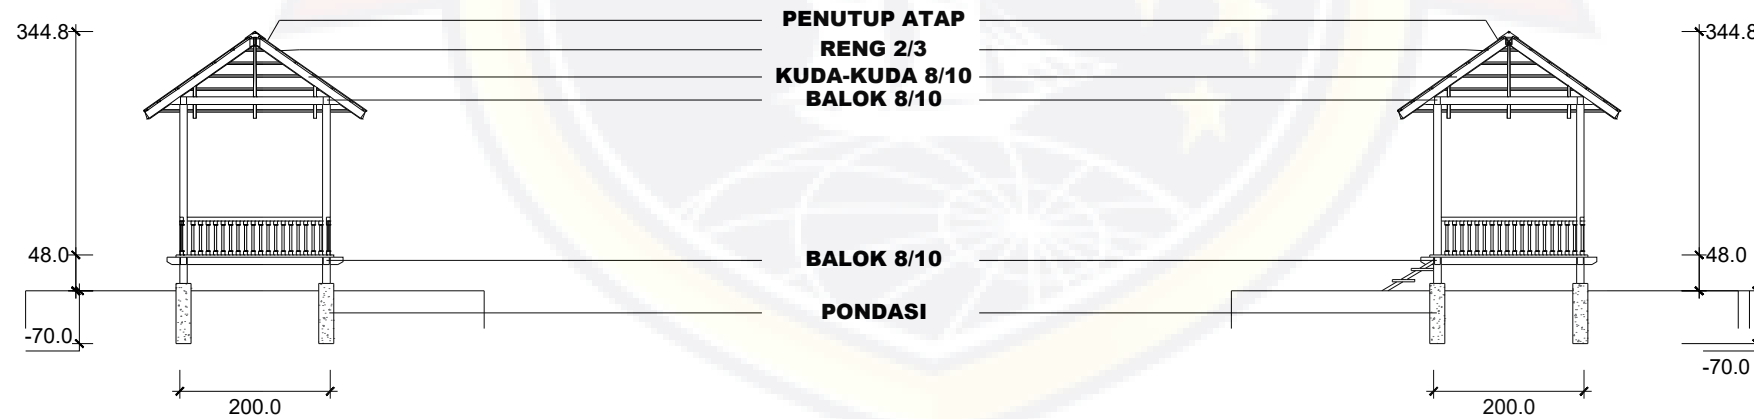 PENUTUP ATAP
344.8
344.8
RENG 2/3
KUDA-KUDA 8/10
BALOK 8/10
48.0
BALOK 8/10
48.0
PONDASI
-70.0
-70.0
200.0
200.0